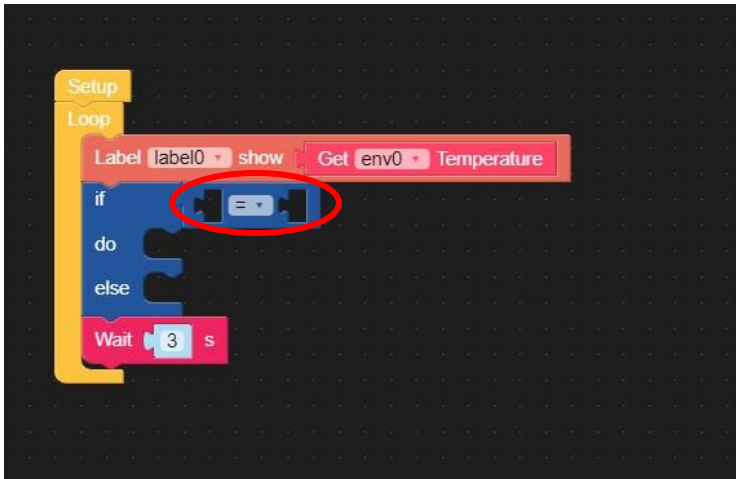 Setup
Loop
Label label0 show Get env0 Temperature
if =
do
else
Wait 3 s